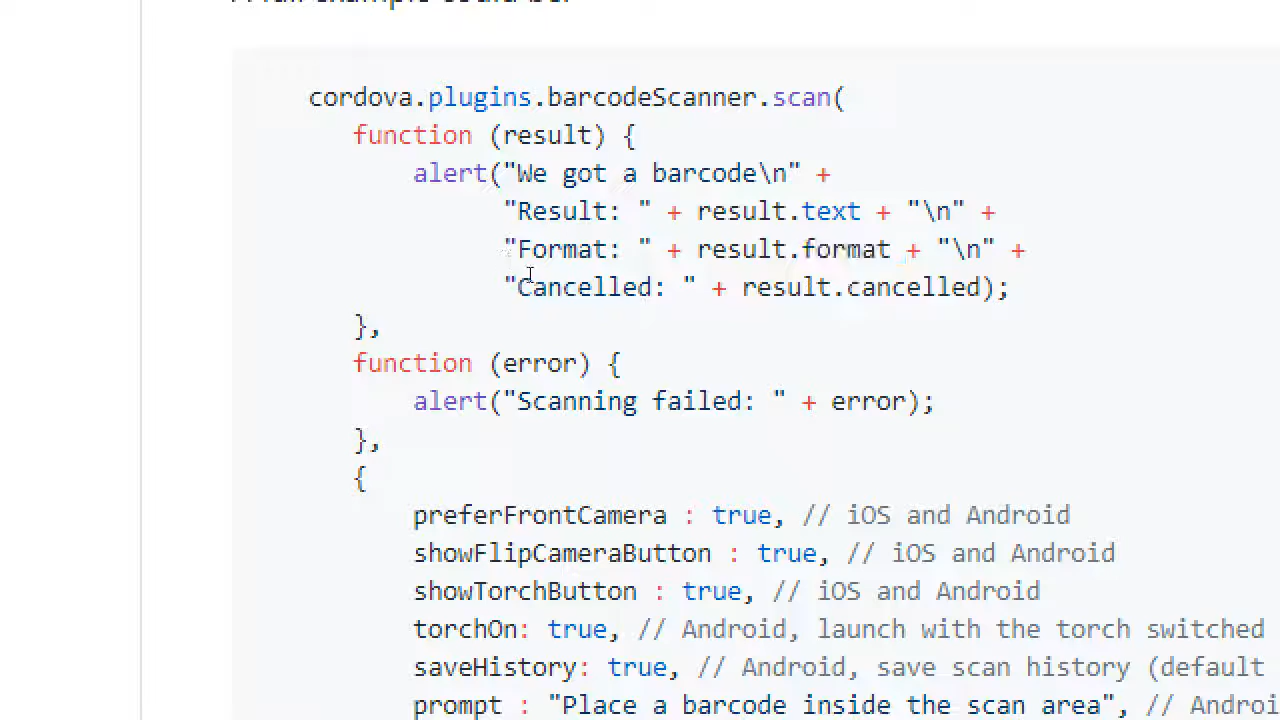 cordova.plugins.barcodeScanner.scan(
function (result) {
alert("We got a barcode\n" +
"Result: " + result.text + "\n" +
"Format: " + result.format + "\n" +
"Cancelled: " + result.cancelled);
},
function (error) {
alert("Scanning failed: " + error);
},
{
preferFrontCamera : true, // iOS and Android
showFlipCameraButton : true, // iOS and Android
showTorchButton : true, // iOS and Android
torchOn: true, // Android, launch with the torch switched
saveHistory: true, // Android, save scan history (default
prompt : "Place a barcode inside the scan area", // Androi